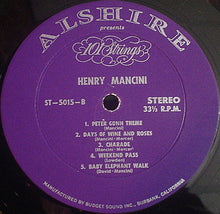 ALSHIRE
presents
101 Strings
HENRY MANCINI
ST-5015-B
STEREO
33⅓ R.P.M.
1. PETER GUNN THEME
(Mancini)
2. DAYS OF WINE AND ROSES
(Mancini-Mercer)
3. CHARADE
(Mancini-Mercer)
4. WEEKEND PASS
(Lowden)
5. BABY ELEPHANT WALK
(David-Mancini)
MANUFACTURED BY BUDGET SOUND INC., BURBANK, CALIFORNIA